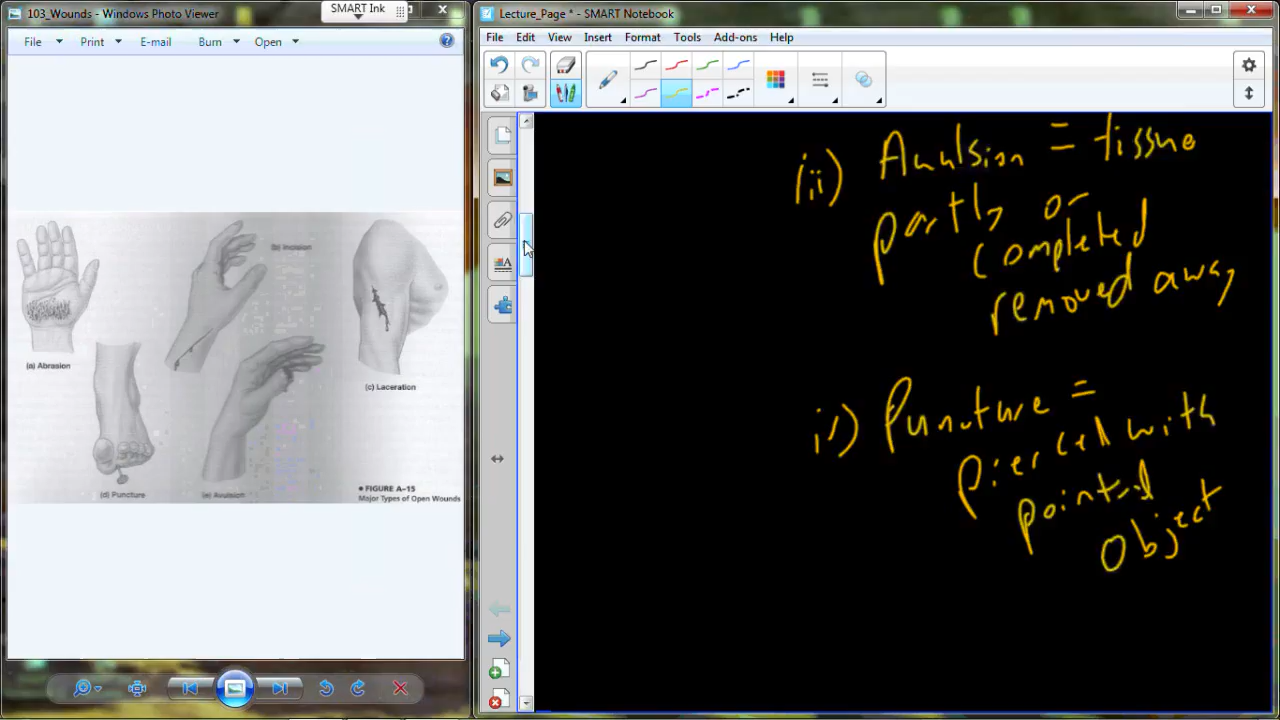 103_Wounds - Windows Photo Viewer
SMART Ink
File Print E-mail Burn Open
(b) Incision
(a) Abrasion
(c) Laceration
(d) Puncture
(e) Avulsion
• FIGURE A–15
Major Types of Open Wounds
Lecture_Page * - SMART Notebook
File Edit View Insert Format Tools Add-ons Help
iii) Avulsion = tissue
partly or
completed
removed away
iv) Puncture =
pierced with
pointed
object